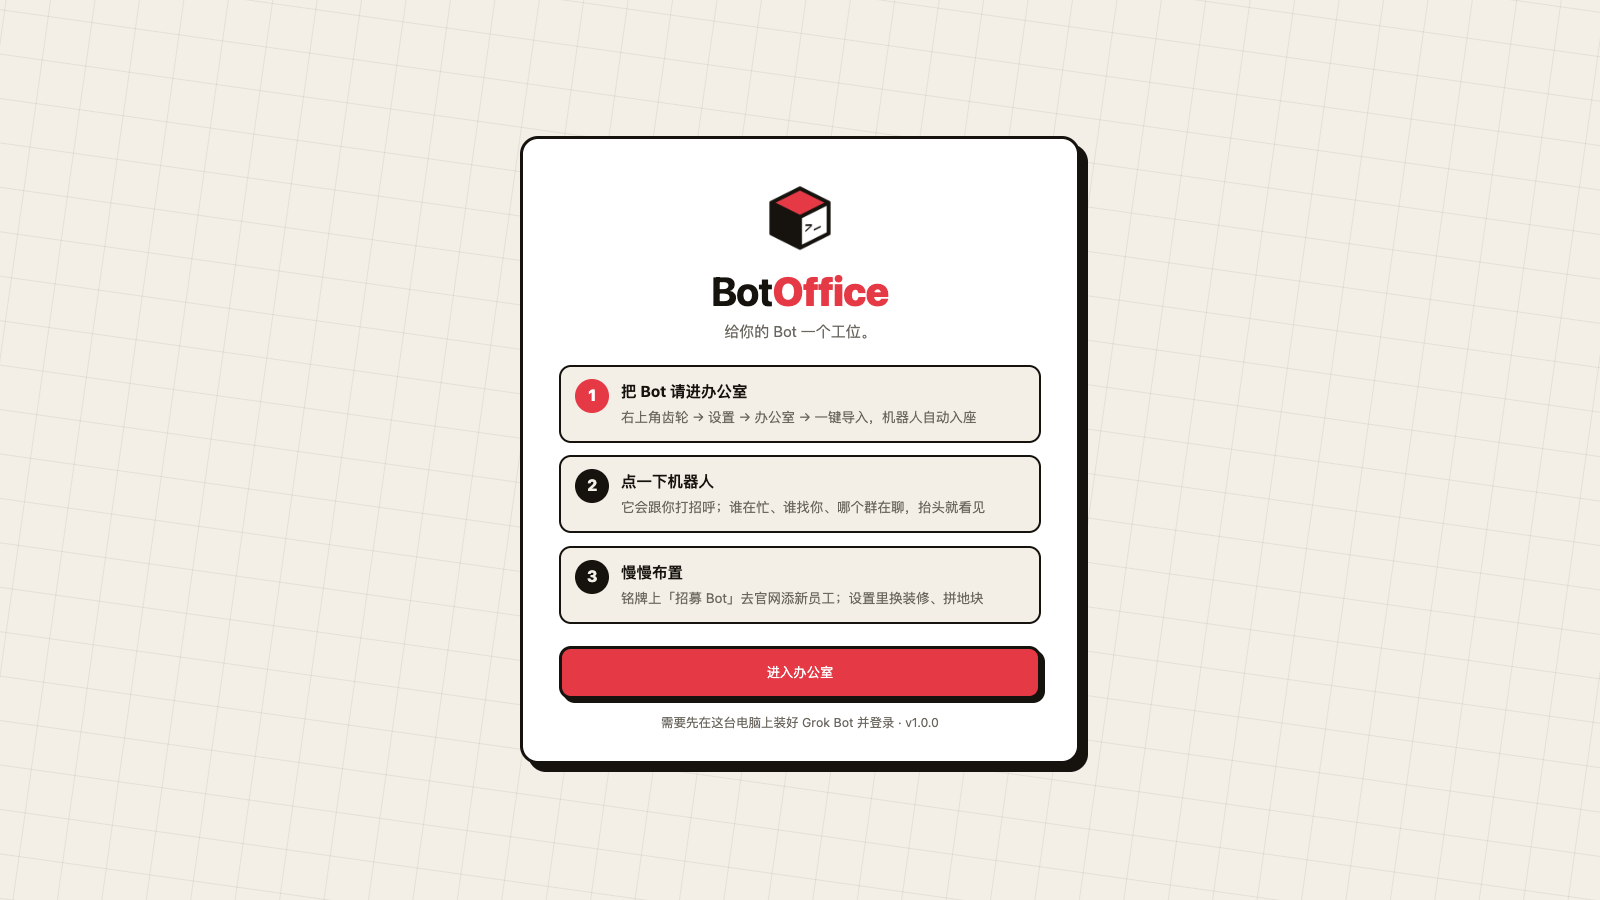 >_
BotOffice
给你的 Bot 一个工位。
1
把 Bot 请进办公室
右上角齿轮 → 设置 → 办公室 → 一键导入，机器人自动入座
2
点一下机器人
它会跟你打招呼；谁在忙、谁找你、哪个群在聊，抬头就看见
3
慢慢布置
铭牌上「招募 Bot」去官网添新员工；设置里换装修、拼地块
进入办公室
需要先在这台电脑上装好 Grok Bot 并登录 · v1.0.0